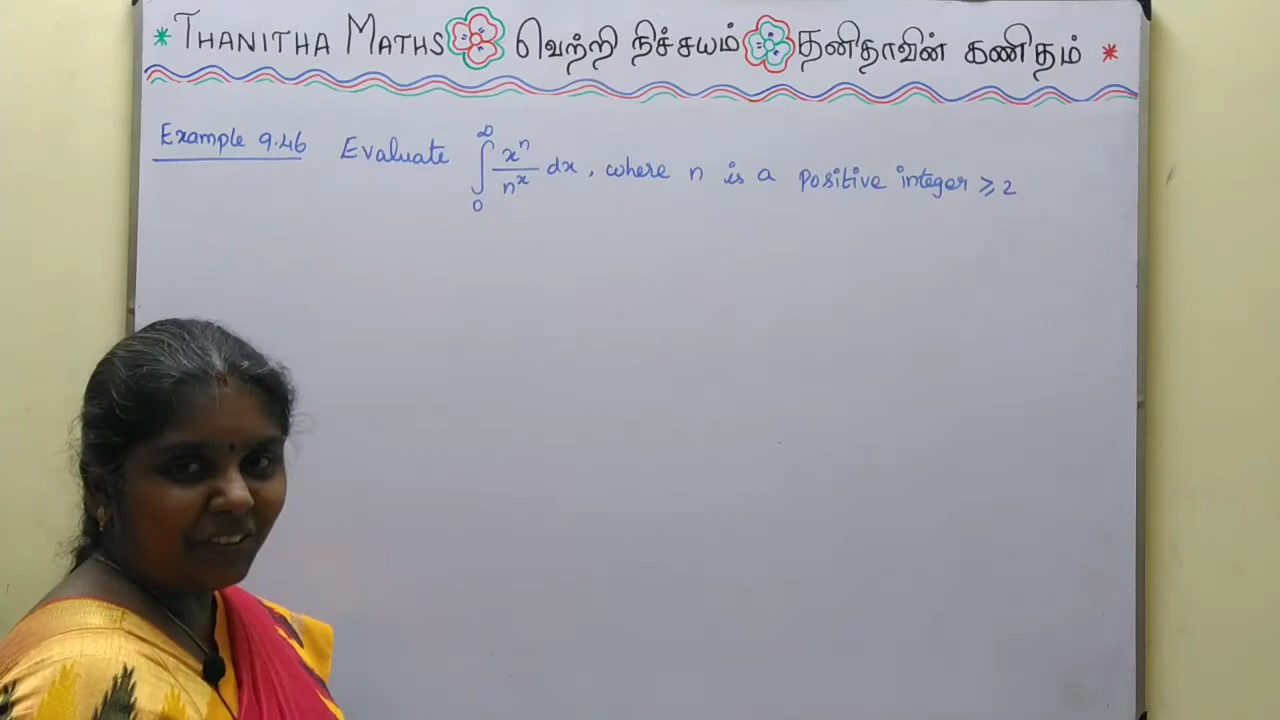 * THANITHA MATHS வெற்றி நிச்சயம் தனிதாவின் கணிதம் *
Example 9.46 Evaluate ∫₀^∞ xⁿ/nˣ dx, where n is a positive integer ⩾ 2